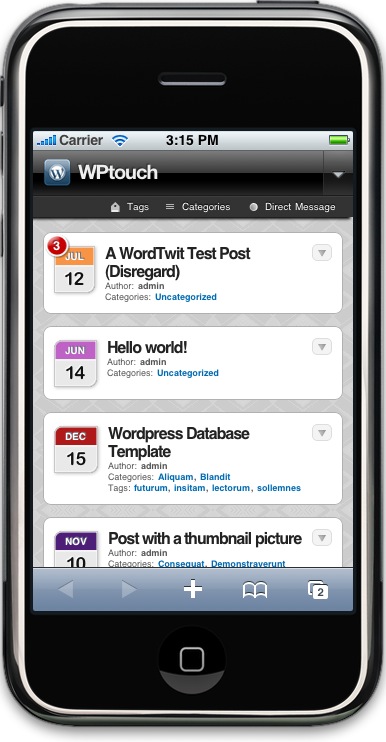 Carrier 3:15 PM
WPtouch
Tags Categories Direct Message
3
JUL
12
A WordTwit Test Post
(Disregard)
Author: admin
Categories: Uncategorized
JUN
14
Hello world!
Author: admin
Categories: Uncategorized
DEC
15
Wordpress Database
Template
Author: admin
Categories: Aliquam, Blandit
Tags: futurum, insitam, lectorum, sollemnes
NOV
10
Post with a thumbnail picture
Author: admin
Categories: Consequat, Demonstraverunt
2